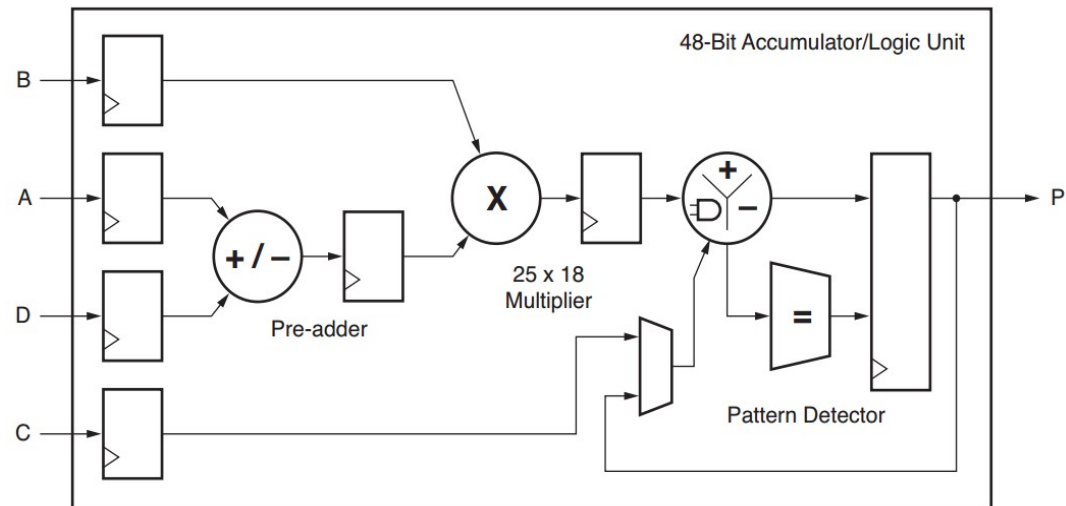 48-Bit Accumulator/Logic Unit
B
A
D
C
+ / −
Pre-adder
X
25 x 18
Multiplier
+
−
=
Pattern Detector
P